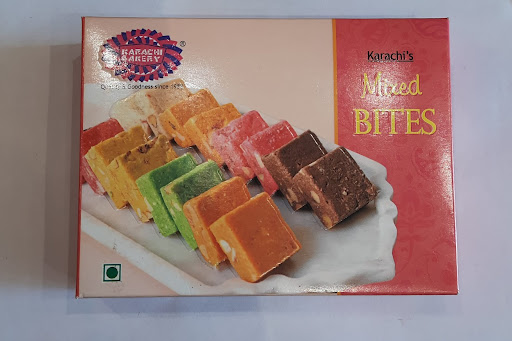 KARACHI
BAKERY
®
Karachi's
Mixed
BITES